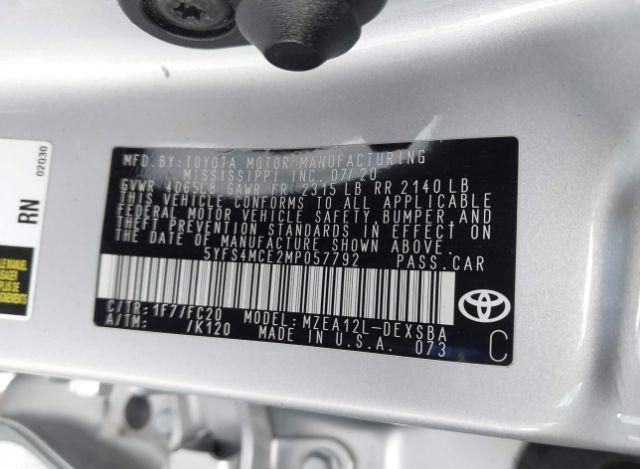 02030
RN
LE MANUEL
MFD.BY:TOYOTA MOTOR MANUFACTURING
MISSISSIPPI INC. 07/20
GVWR 4065LB GAWR FR 2315 LB RR 2140 LB
THIS VEHICLE CONFORMS TO ALL APPLICABLE
FEDERAL MOTOR VEHICLE SAFETY, BUMPER, AND
THEFT PREVENTION STANDARDS IN EFFECT ON
THE DATE OF MANUFACTURE SHOWN ABOVE.
5YFS4MCE2MP057792 PASS.CAR
C/TR:1F7/FC20 MODEL:MZEA12L-DEXSBA
A/TM: /K120 MADE IN U.S.A. 073
C